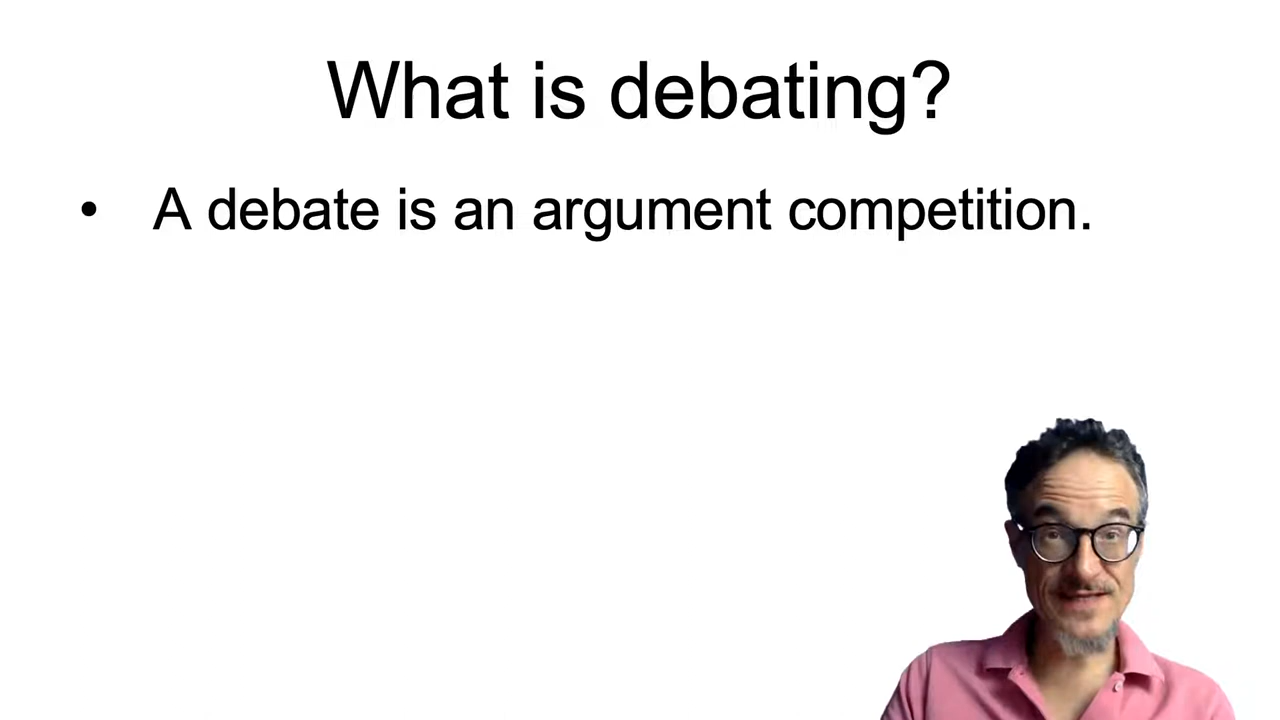 What is debating?
• A debate is an argument competition.